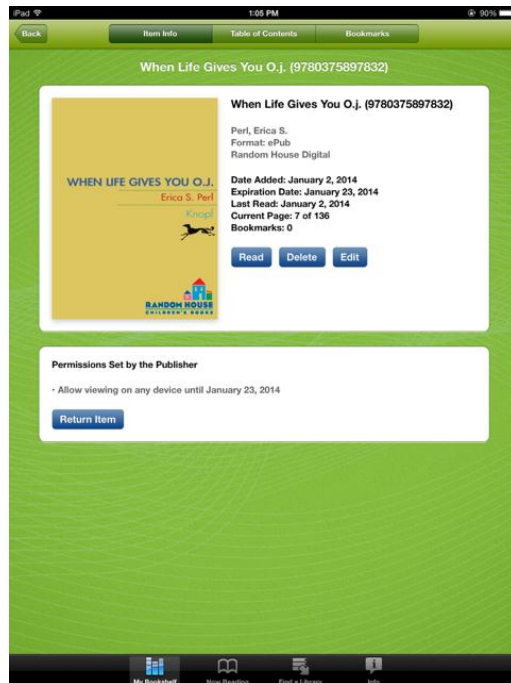 iPad 1:05 PM 90%
Back Item Info Table of Contents Bookmarks
When Life Gives You O.j. (9780375897832)
WHEN LIFE GIVES YOU O.J.
Erica S. Perl
Knopf
RANDOM HOUSE
CHILDREN'S BOOKS
When Life Gives You O.j. (9780375897832)
Perl, Erica S.
Format: ePub
Random House Digital
Date Added: January 2, 2014
Expiration Date: January 23, 2014
Last Read: January 2, 2014
Current Page: 7 of 136
Bookmarks: 0
Read Delete Edit
Permissions Set by the Publisher
· Allow viewing on any device until January 23, 2014
Return Item
My Bookshelf Now Reading Find a Library Info